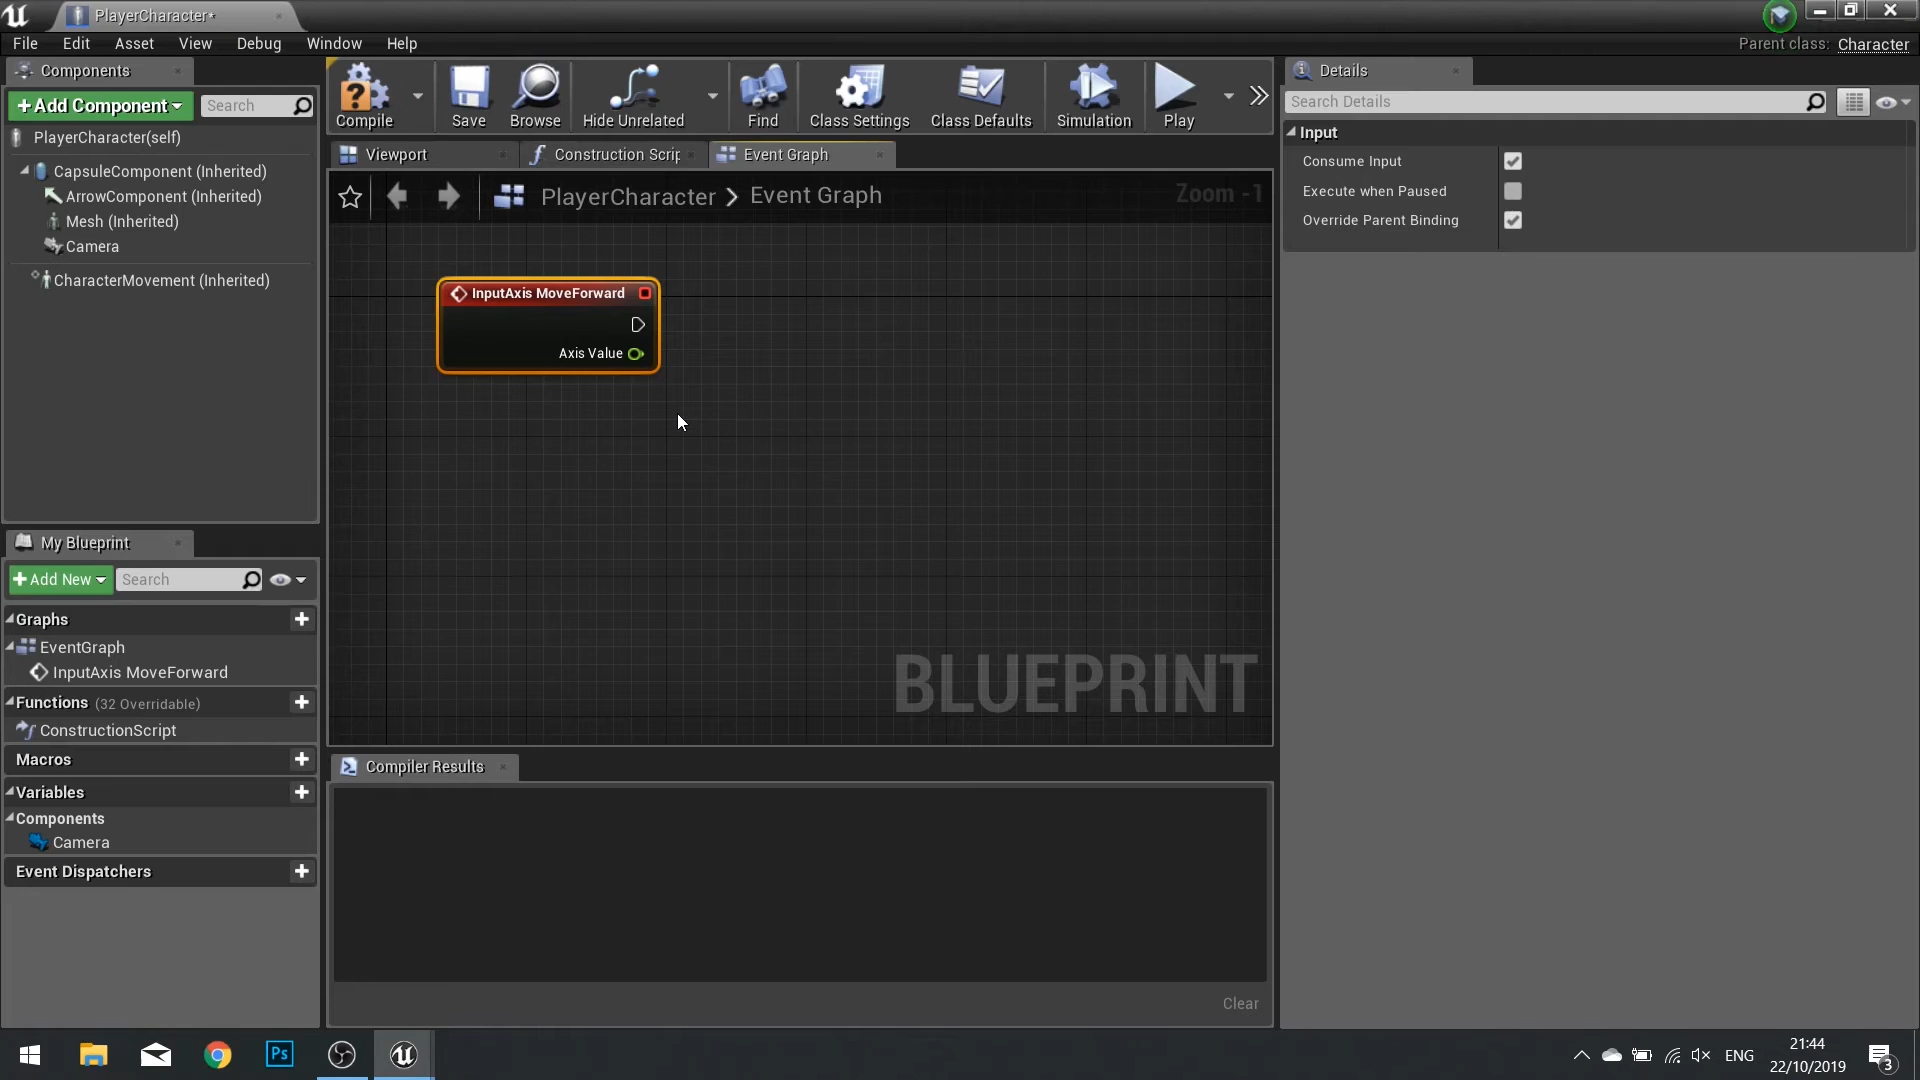 PlayerCharacter*
File Edit Asset View Debug Window Help
Parent class: Character
Components
+Add Component
Search
PlayerCharacter(self)
CapsuleComponent (Inherited)
ArrowComponent (Inherited)
Mesh (Inherited)
Camera
CharacterMovement (Inherited)
Compile
Save
Browse
Hide Unrelated
Find
Class Settings
Class Defaults
Simulation
Play
Viewport
Construction Scrip
Event Graph
PlayerCharacter > Event Graph
Zoom -1
InputAxis MoveForward
Axis Value
BLUEPRINT
My Blueprint
+Add New
Search
Graphs
EventGraph
InputAxis MoveForward
Functions (32 Overridable)
ConstructionScript
Macros
Variables
Components
Camera
Event Dispatchers
Compiler Results
Clear
Details
Search Details
Input
Consume Input
Execute when Paused
Override Parent Binding
Ps
ENG
21:44
22/10/2019
3